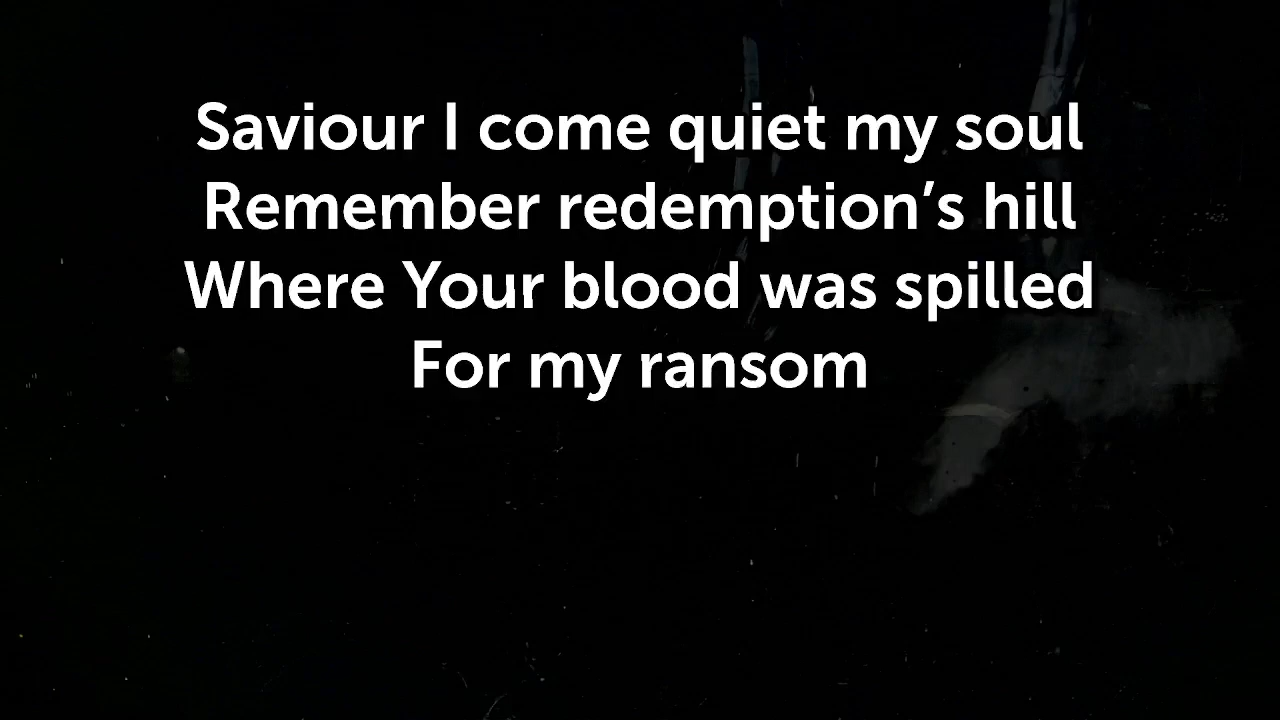 Saviour I come quiet my soul
Remember redemption’s hill
Where Your blood was spilled
For my ransom